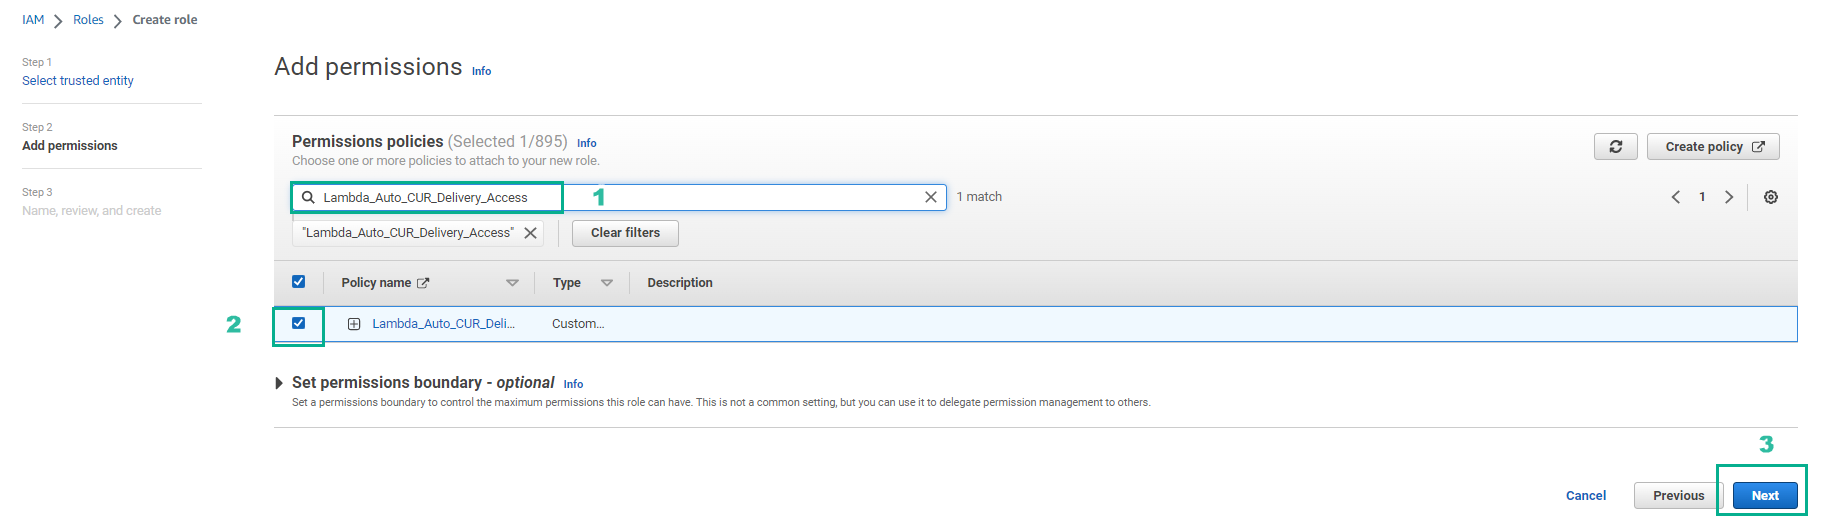 IAM > Roles > Create role
Step 1
Select trusted entity
Step 2
Add permissions
Step 3
Name, review, and create
Add permissions Info
Permissions policies (Selected 1/895) Info
Choose one or more policies to attach to your new role.
Create policy
Lambda_Auto_CUR_Delivery_Access
1
1 match
1
"Lambda_Auto_CUR_Delivery_Access"
Clear filters
Policy name Type Description
2
Lambda_Auto_CUR_Deli... Custom...
Set permissions boundary - optional Info
Set a permissions boundary to control the maximum permissions this role can have. This is not a common setting, but you can use it to delegate permission management to others.
3
Cancel Previous Next